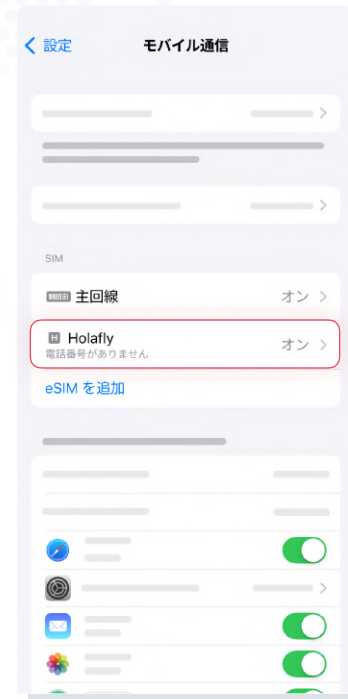 設定 モバイル通信
SIM
主回線 オン
H Holafly オン
電話番号がありません
eSIM を追加